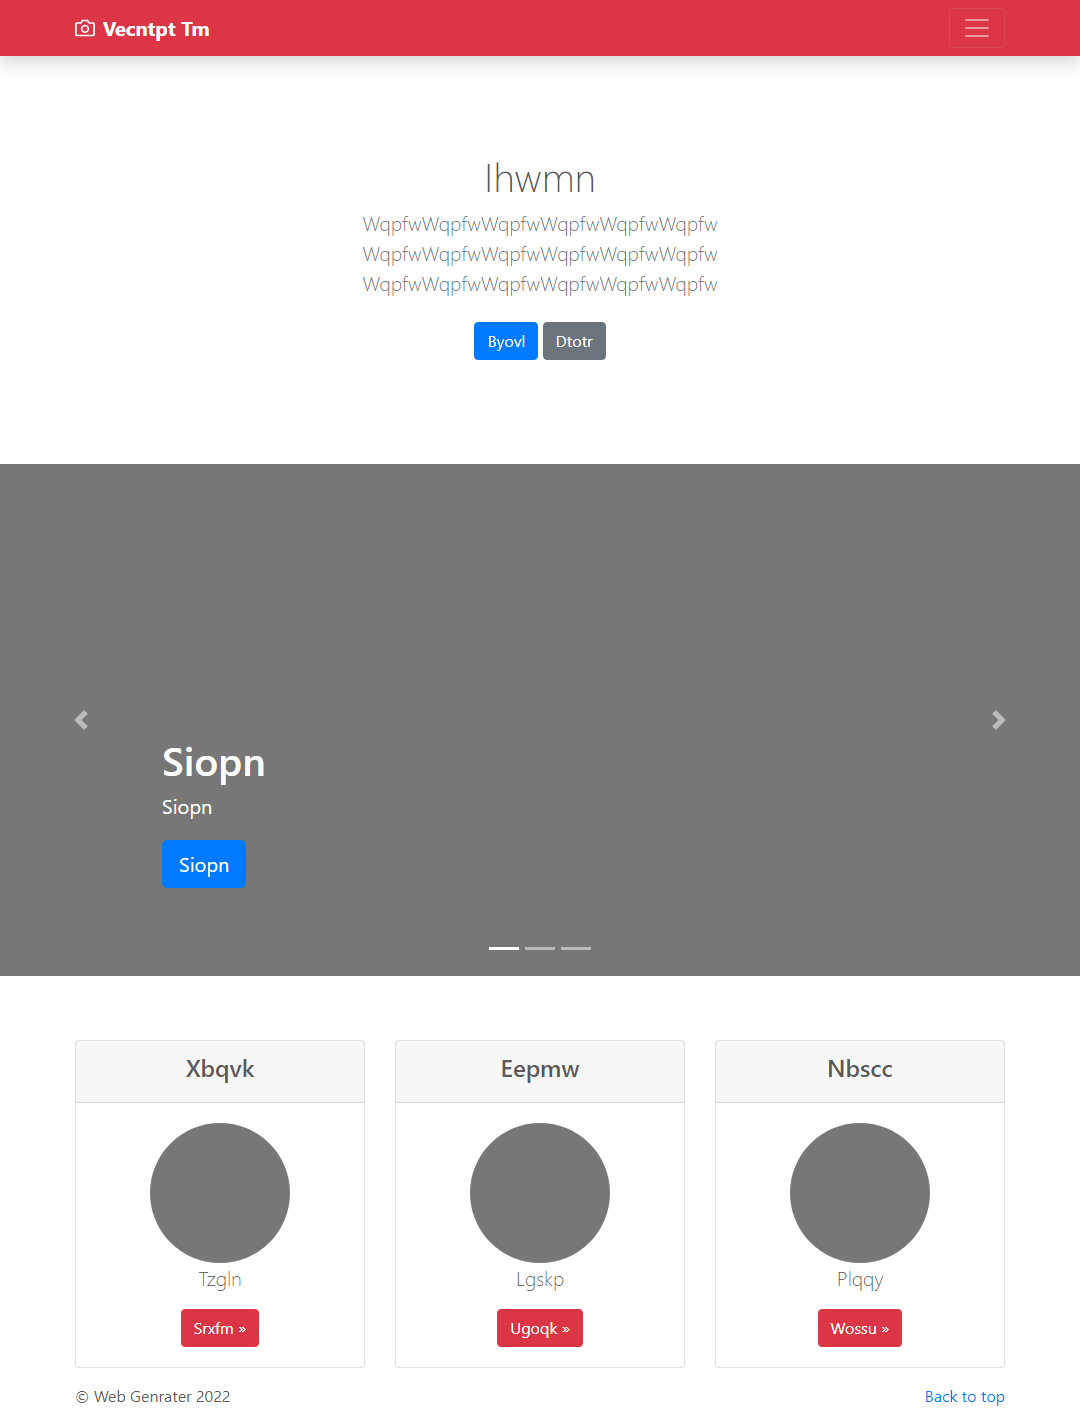 Vecntpt Tm
Ihwmn
WqpfwWqpfwWqpfwWqpfwWqpfwWqpfw
WqpfwWqpfwWqpfwWqpfwWqpfwWqpfw
WqpfwWqpfwWqpfwWqpfwWqpfwWqpfw
Byovl Dtotr
Siopn
Siopn
Siopn
Xbqvk Eepmw Nbscc
Tzgln Lgskp Plqqy
Srxfm » Ugoqk » Wossu »
© Web Genrater 2022 Back to top